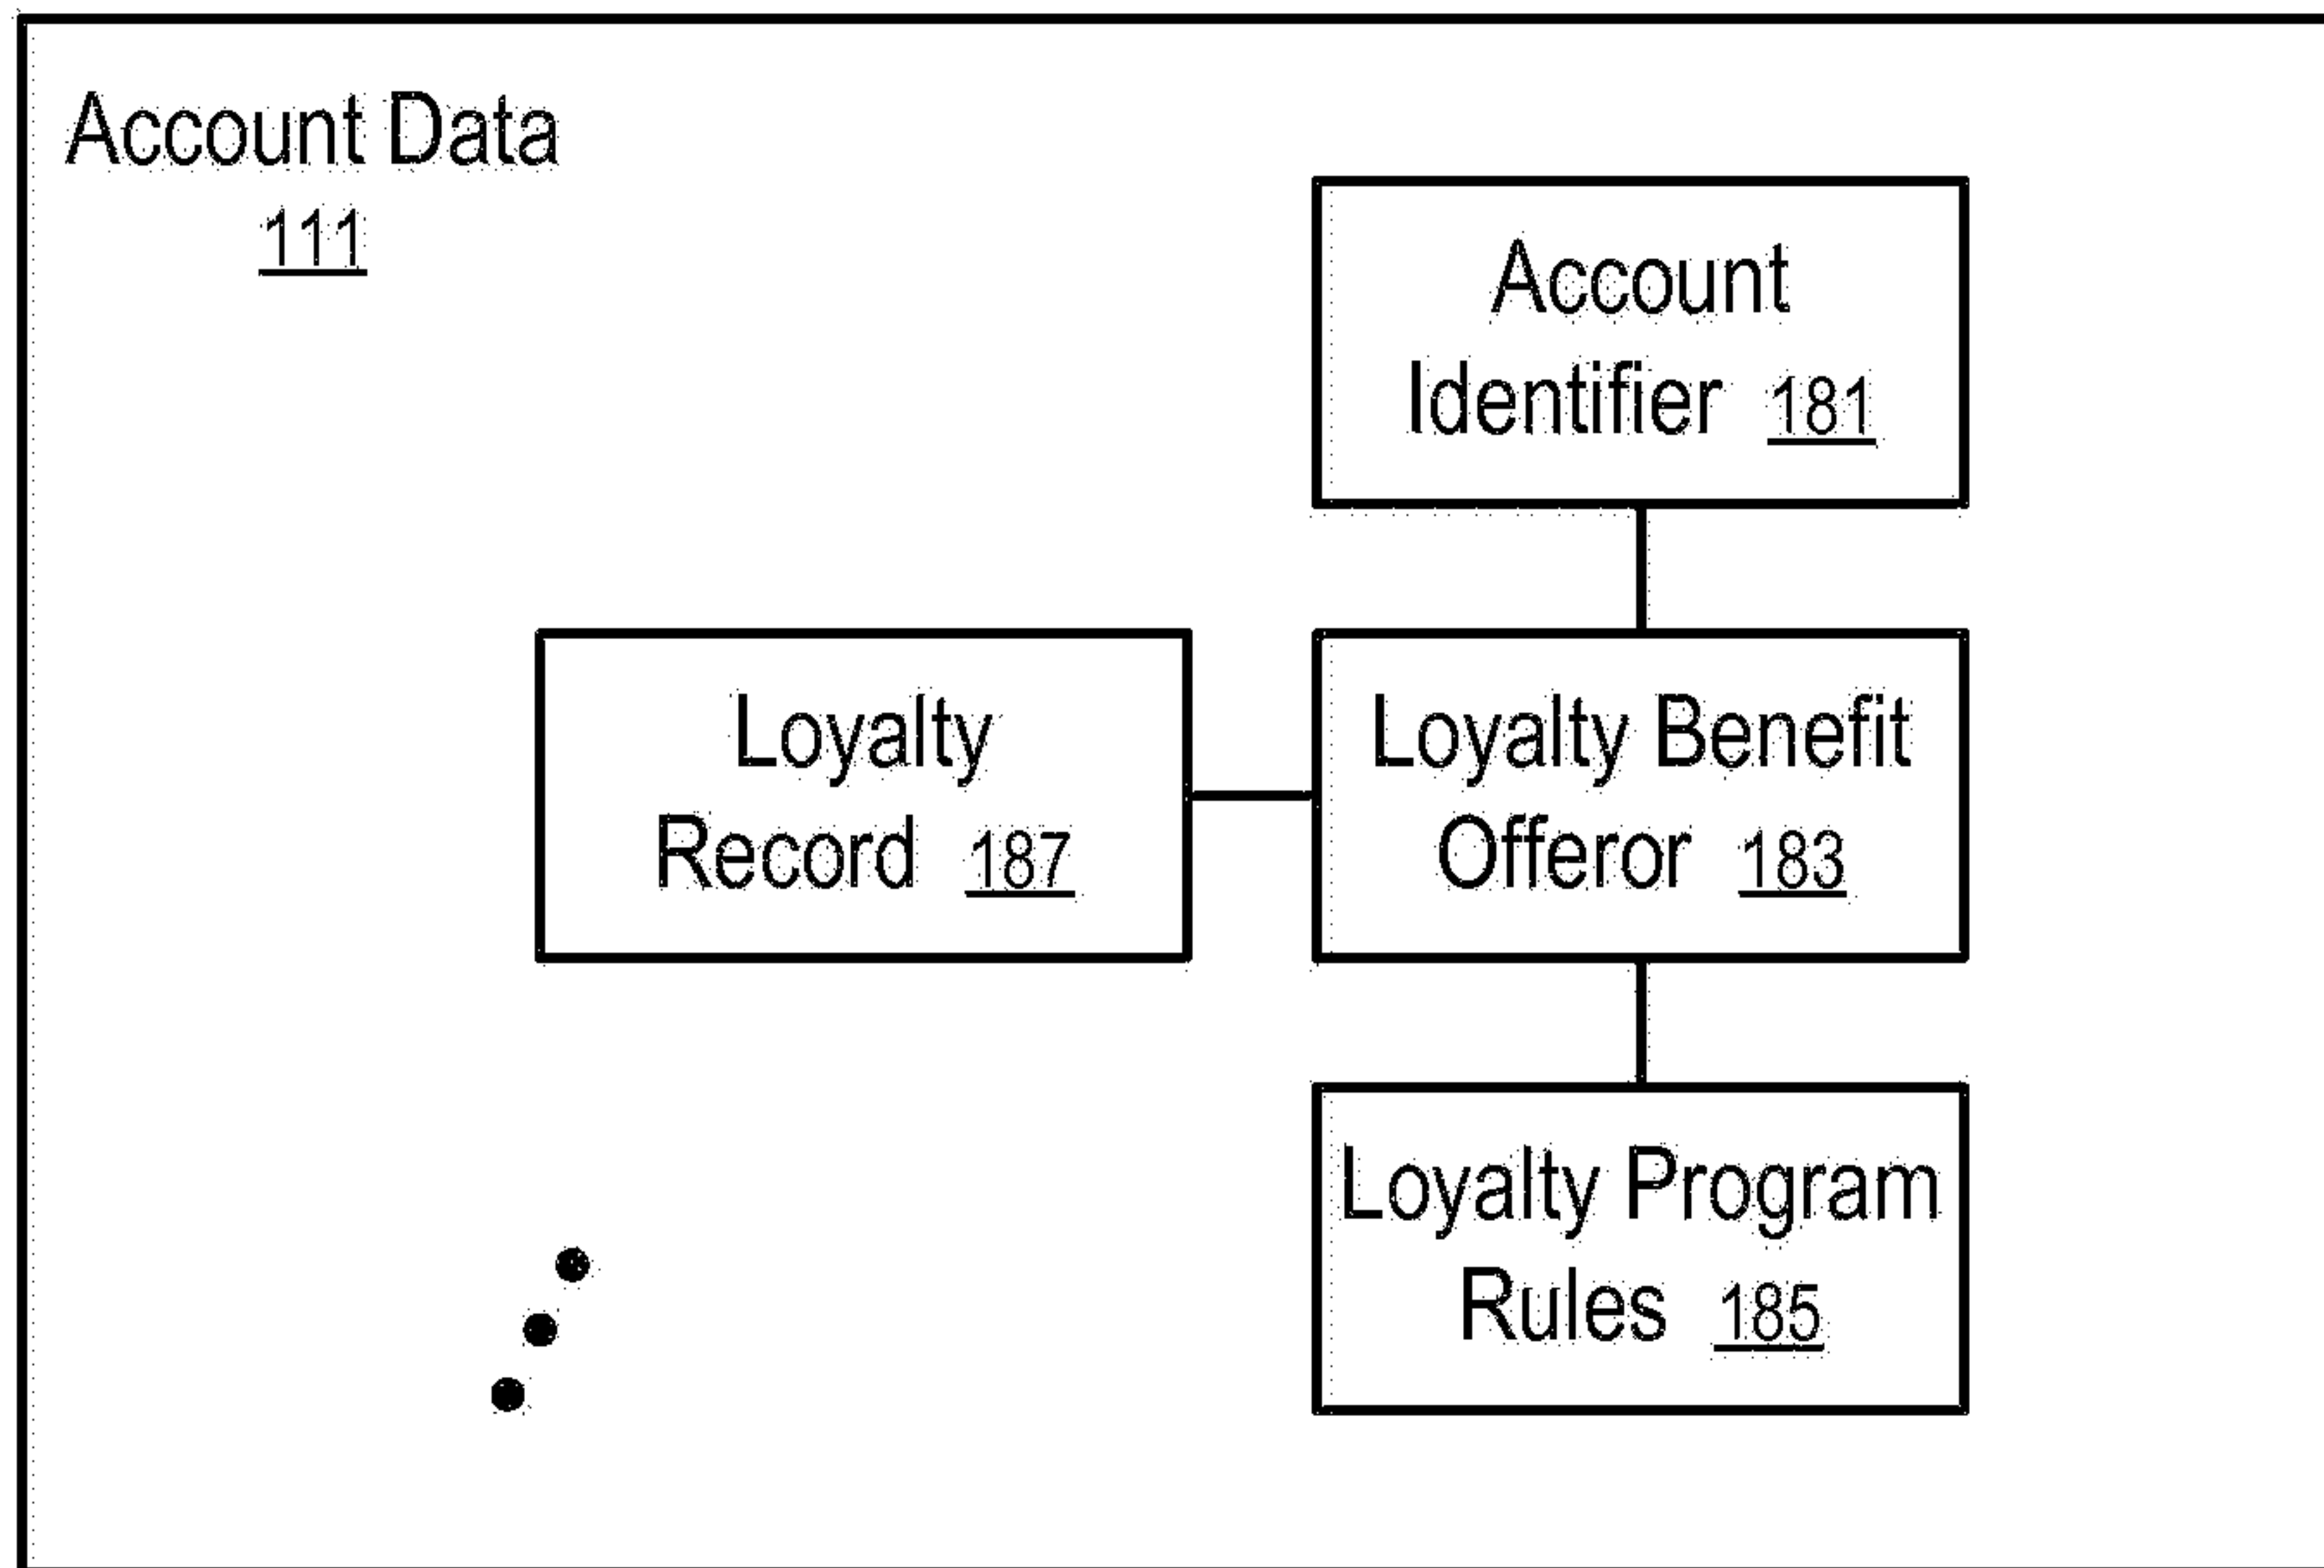 Account Data
111
Account
Identifier 181
Loyalty
Record 187
Loyalty Benefit
Offeror 183
Loyalty Program
Rules 185